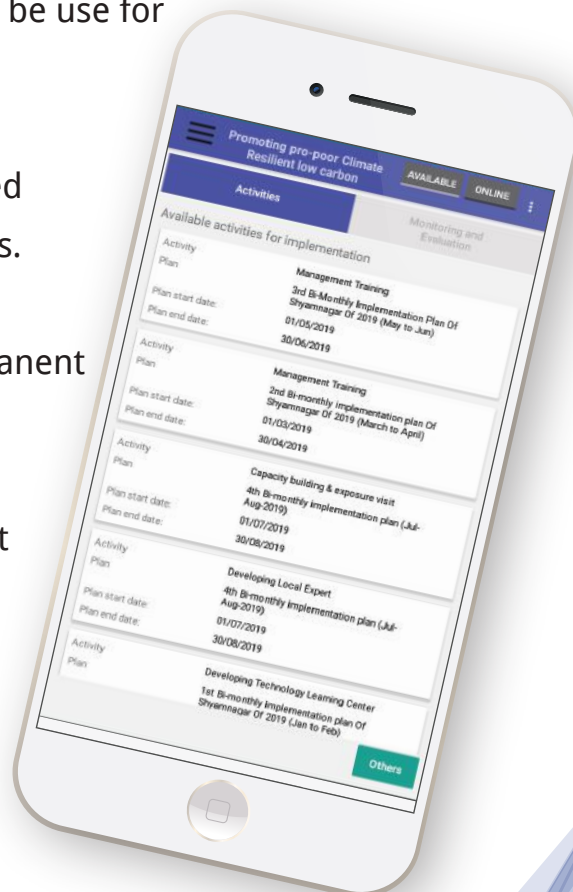 be use for
ed
s.
anent
t
Promoting pro-poor Climate
Resilient low carbon
AVAILABLE
ONLINE
Activities
Monitoring and
Evaluation
Available activities for implementation
Activity
Management Training
Plan
3rd Bi-Monthly Implementation Plan Of
Shyamnagar Of 2019 (May to Jun)
Plan start date:
01/05/2019
Plan end date:
30/06/2019
Activity
Management Training
Plan
2nd Bi-monthly implementation plan Of
Shyamnagar Of 2019 (March to April)
Plan start date:
01/03/2019
Plan end date:
30/04/2019
Activity
Capacity building & exposure visit
Plan
4th Bi-monthly implementation plan (Jul-
Aug-2019)
Plan start date:
01/07/2019
Plan end date:
30/08/2019
Activity
Developing Local Expert
Plan
4th Bi-monthly implementation plan (Jul-
Aug-2019)
Plan start date:
01/07/2019
Plan end date:
30/08/2019
Activity
Developing Technology Learning Center
Plan
1st Bi-monthly Implementation plan Of
Shyamnagar Of 2019 (Jan to Feb)
Others